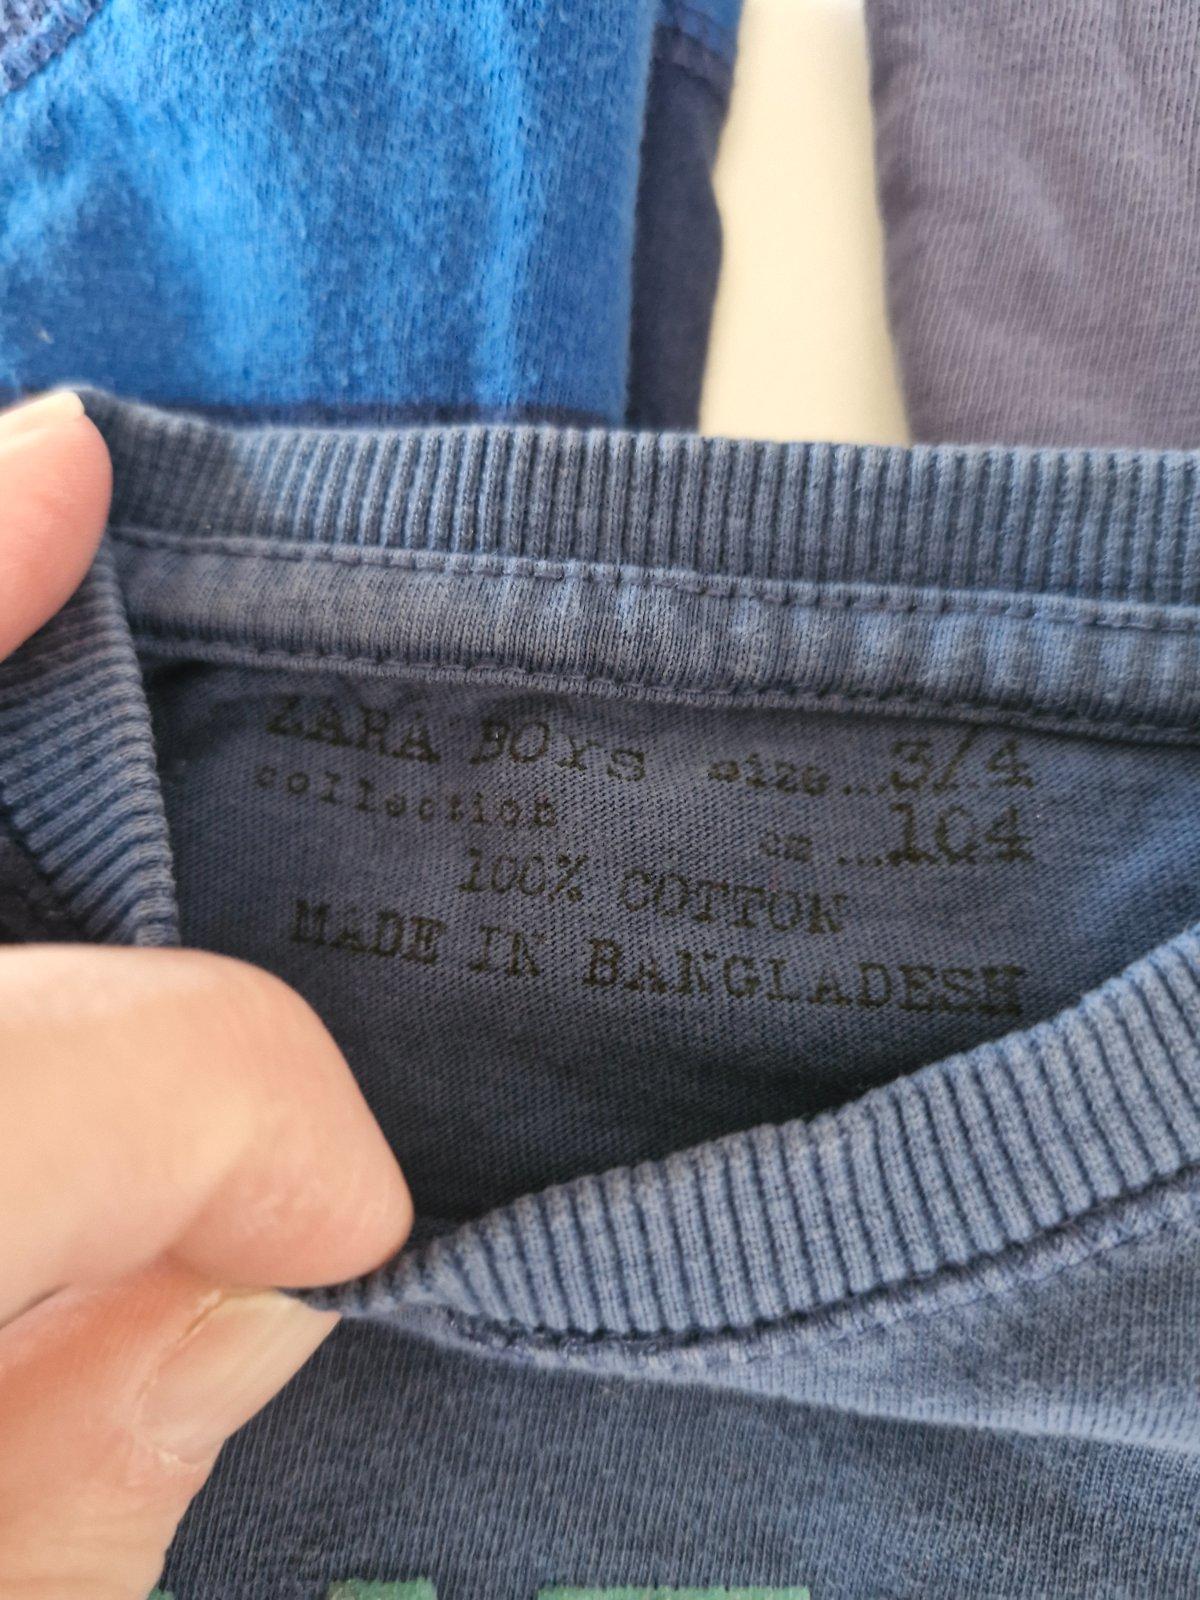 ZARA BOYS size...3/4
collection cm ....104
100% COTTON
MADE IN BANGLADESH